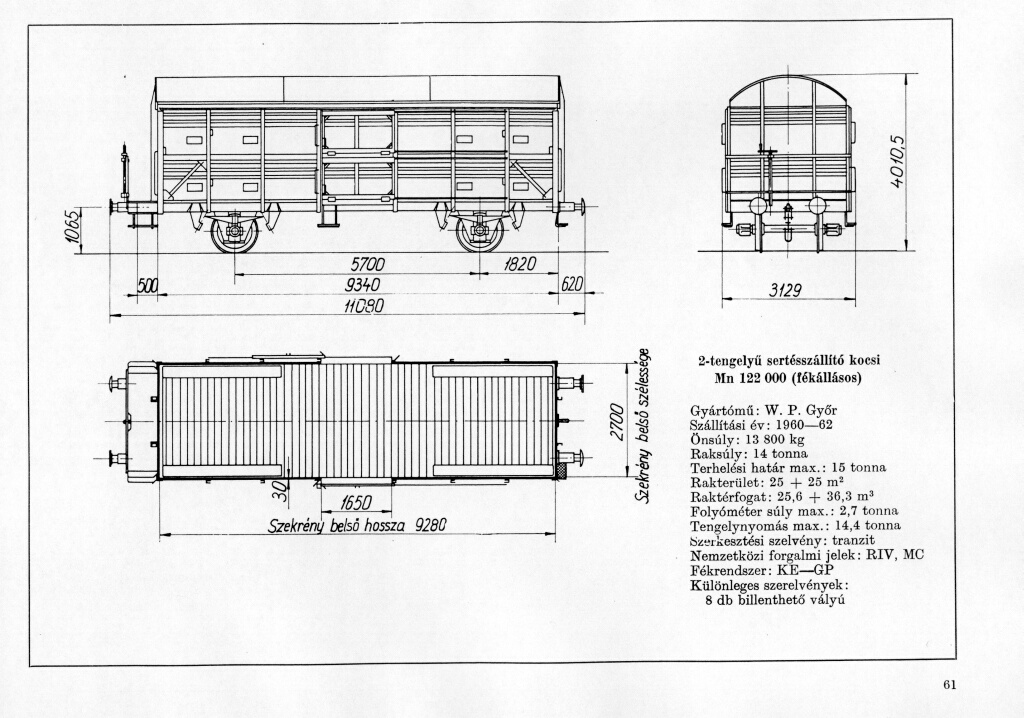 4010,5
1065
5700
1820
500
9340
620
11080
3129
2700
Szekrény belső szélessége
30
1650
Szekrény belső hossza 9280
2-tengelyű sertésszállító kocsi
Mn 122 000 (fékállásos)
Gyártómű: W. P. Győr
Szállítási év: 1960—62
Önsúly: 13 800 kg
Raksúly: 14 tonna
Terhelési határ max.: 15 tonna
Rakterület: 25 + 25 m²
Raktérfogat: 25,6 + 36,3 m³
Folyóméter súly max.: 2,7 tonna
Tengelynyomás max.: 14,4 tonna
Szerkesztési szelvény: tranzit
Nemzetközi forgalmi jelek: RIV, MC
Fékrendszer: KE—GP
Különleges szerelvények:
8 db billenthető vályú
61